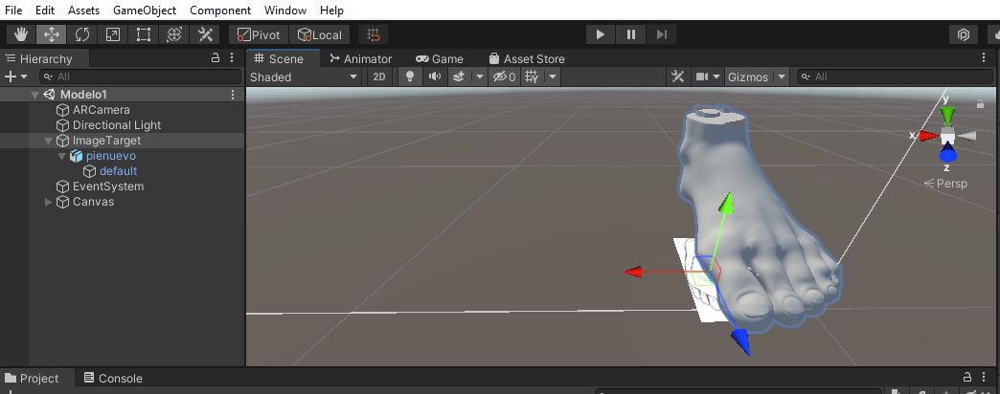 File Edit Assets GameObject Component Window Help
Pivot Local
Hierarchy
All
Modelo1
ARCamera
Directional Light
ImageTarget
pienuevo
default
EventSystem
Canvas
Scene Animator Game Asset Store
Shaded 2D 0 Gizmos All
y
x
z
Persp
Project Console
11